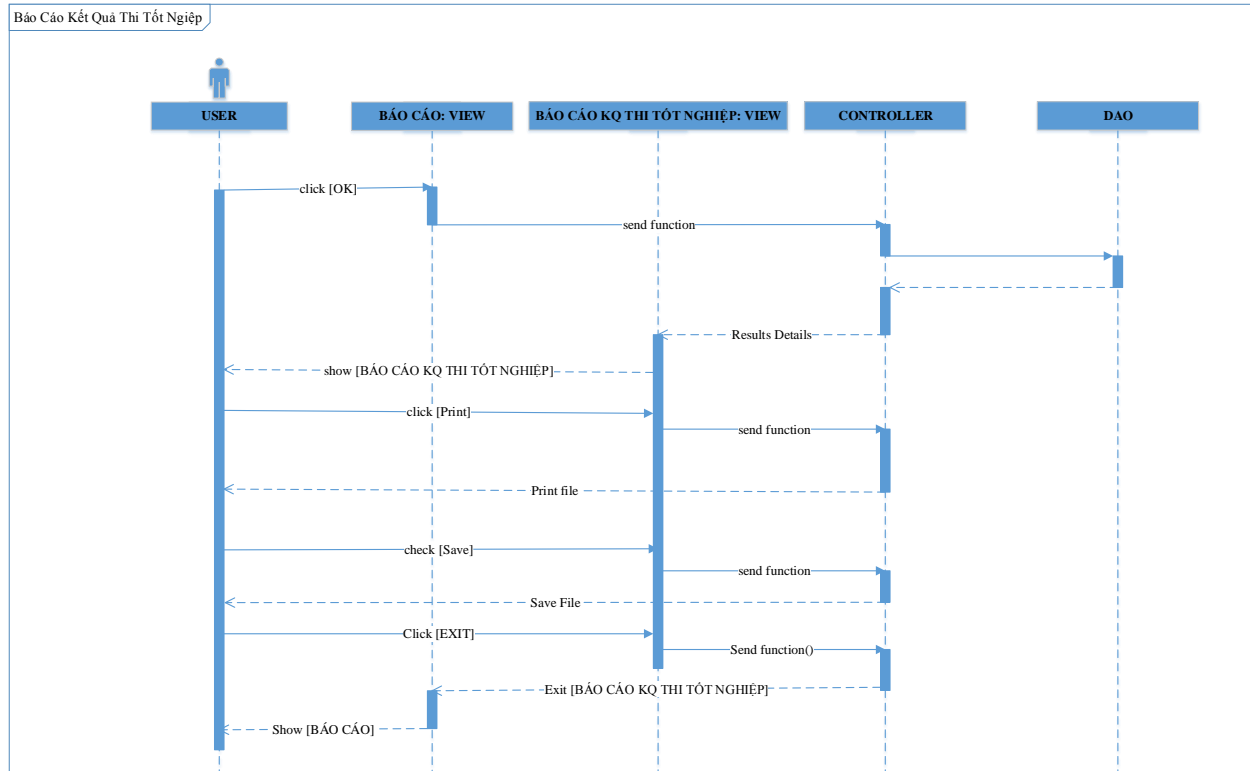 Báo Cáo Kết Quả Thi Tốt Ngiệp
USER
BÁO CÁO: VIEW
BÁO CÁO KQ THI TỐT NGHIỆP: VIEW
CONTROLLER
DAO
click [OK]
send function
Results Details
show [BÁO CÁO KQ THI TỐT NGHIỆP]
click [Print]
send function
Print file
check [Save]
send function
Save File
Click [EXIT]
Send function()
Exit [BÁO CÁO KQ THI TỐT NGHIỆP]
Show [BÁO CÁO]